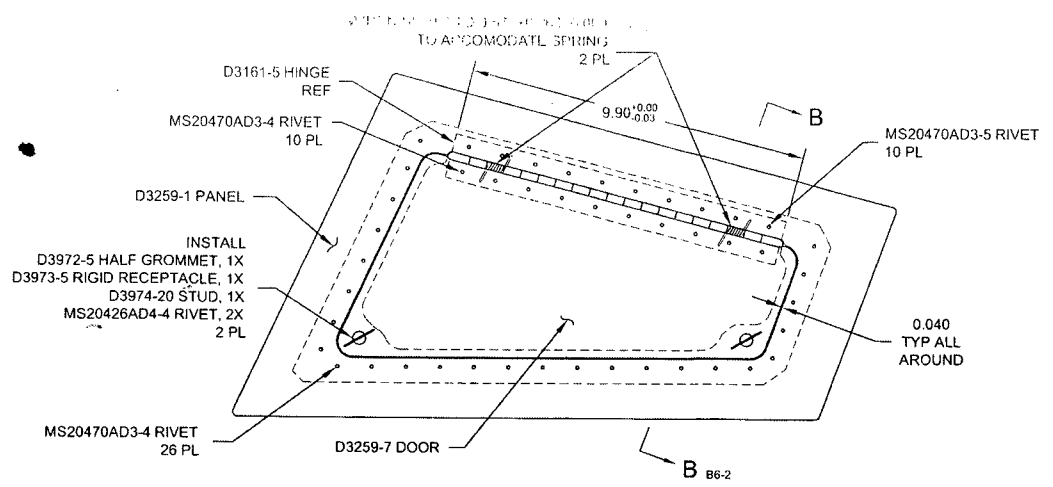 TO ACCOMODATE SPRING
2 PL
D3161-5 HINGE
REF
9.90 +0.00 -0.03
B
MS20470AD3-4 RIVET
10 PL
MS20470AD3-5 RIVET
10 PL
D3259-1 PANEL
INSTALL
D3972-5 HALF GROMMET, 1X
D3973-5 RIGID RECEPTACLE, 1X
D3974-20 STUD, 1X
MS20426AD4-4 RIVET, 2X
2 PL
0.040
TYP ALL
AROUND
MS20470AD3-4 RIVET
26 PL
D3259-7 DOOR
B B6-2